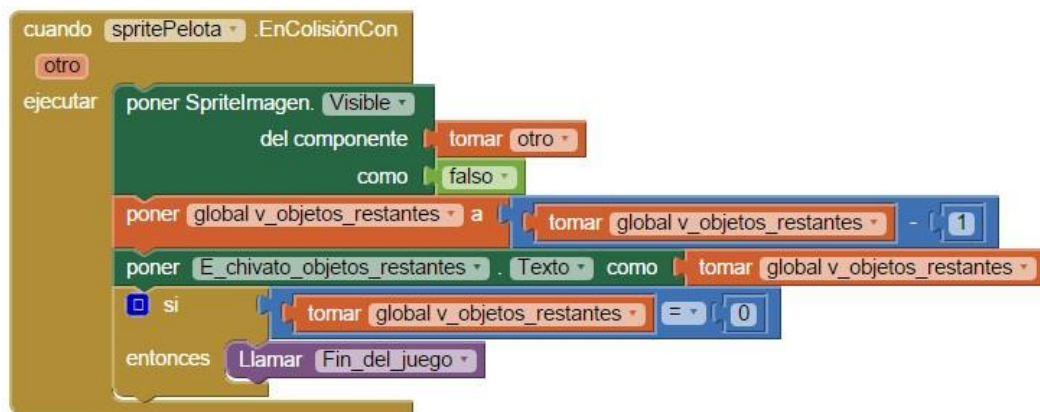 cuando spritePelota .EnColisiónCon
otro
ejecutar poner SpriteImagen. Visible
del componente tomar otro
como falso
poner global v_objetos_restantes a tomar global v_objetos_restantes - 1
poner E_chivato_objetos_restantes . Texto como tomar global v_objetos_restantes
si tomar global v_objetos_restantes = 0
entonces Llamar Fin_del_juego